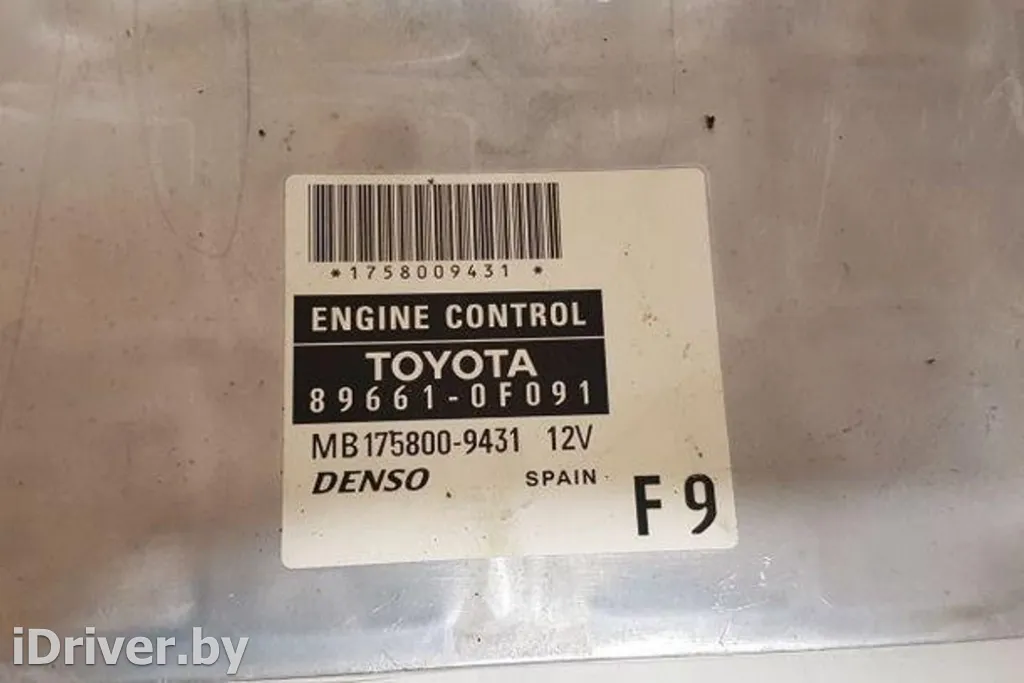 *1758009431 *
ENGINE CONTROL
TOYOTA
89661-0F091
MB175800-9431 12V
DENSO SPAIN
F9
iDriver.by